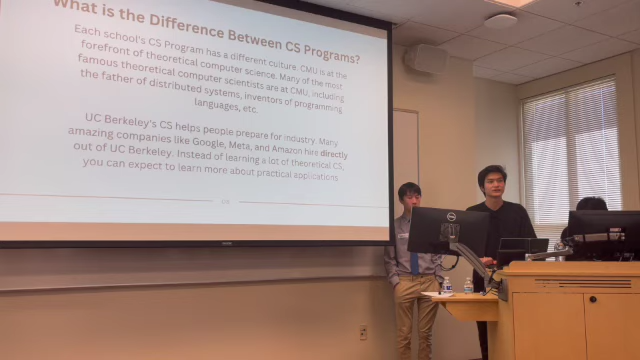 What is the Difference Between CS Programs?
Each school's CS Program has a different culture. CMU is at the
forefront of theoretical computer science. Many of the most
famous theoretical computer scientists are at CMU, including
the father of distributed systems, inventors of programming
languages, etc.
UC Berkeley's CS helps people prepare for industry. Many
amazing companies like Google, Meta, and Amazon hire directly
out of UC Berkeley. Instead of learning a lot of theoretical CS,
you can expect to learn more about practical applications
DELL